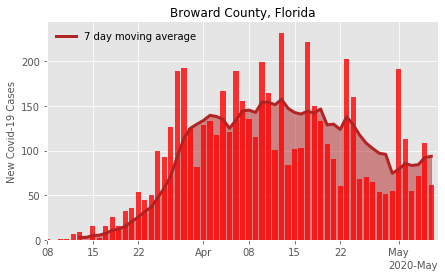 Broward County, Florida
7 day moving average
New Covid-19 Cases
200
150
100
50
0
08
15
22
Apr
08
15
22
May
2020-May